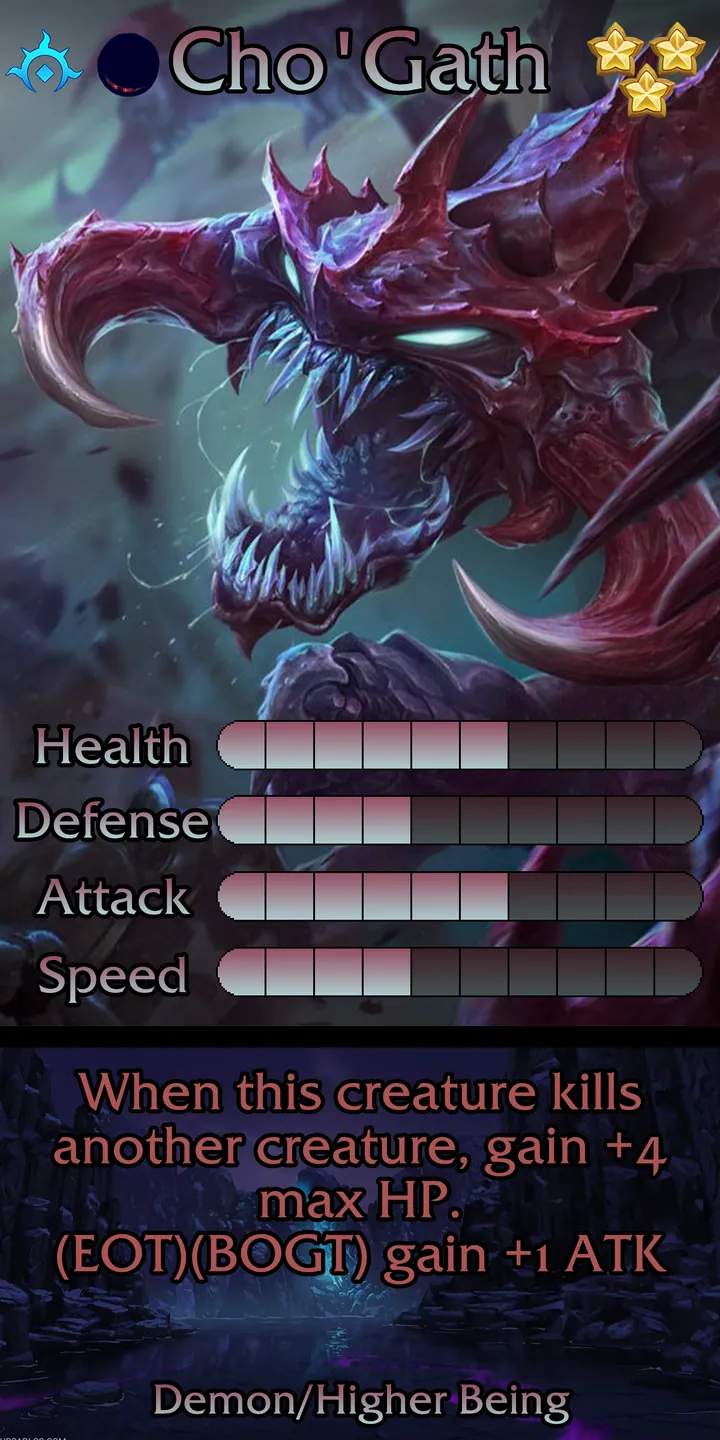 Cho'Gath
Health
Defense
Attack
Speed
When this creature kills
another creature, gain +4
max HP.
(EOT)(BOGT) gain +1 ATK
Demon/Higher Being